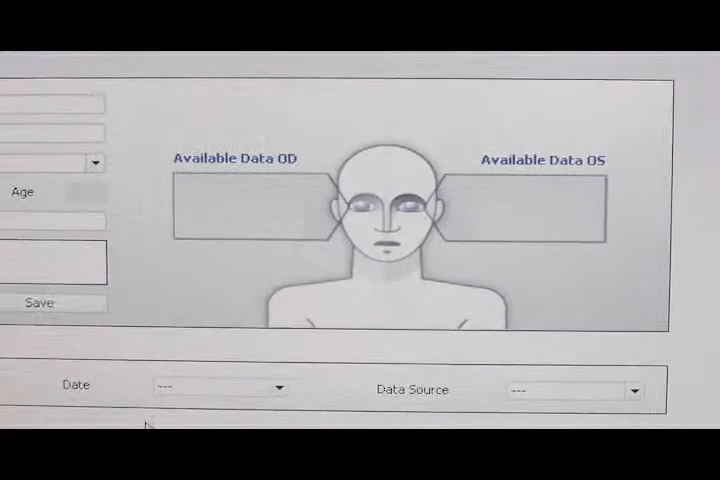 Available Data OD
Available Data OS
Age
Save
Date
---
Data Source
---